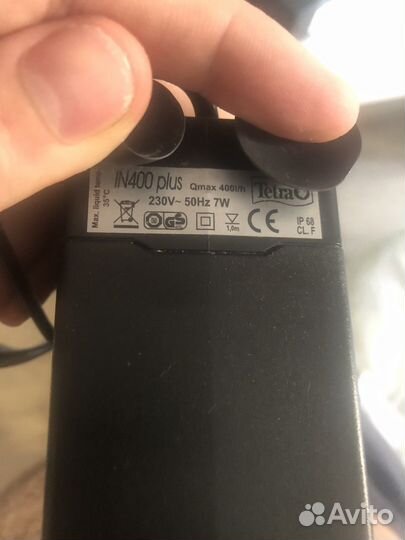 IN400 plus Qmax 400l/h Tetra
Max. liquid temp
35°C
230V~ 50Hz 7W
1,0m
CE
IP 68
CL. F
Avito